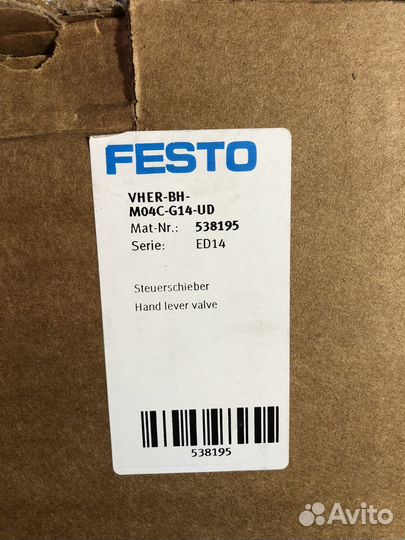 FESTO
VHER-BH-
M04C-G14-UD
Mat-Nr.: 538195
Serie: ED14
Steuerschieber
Hand lever valve
538195
Avito